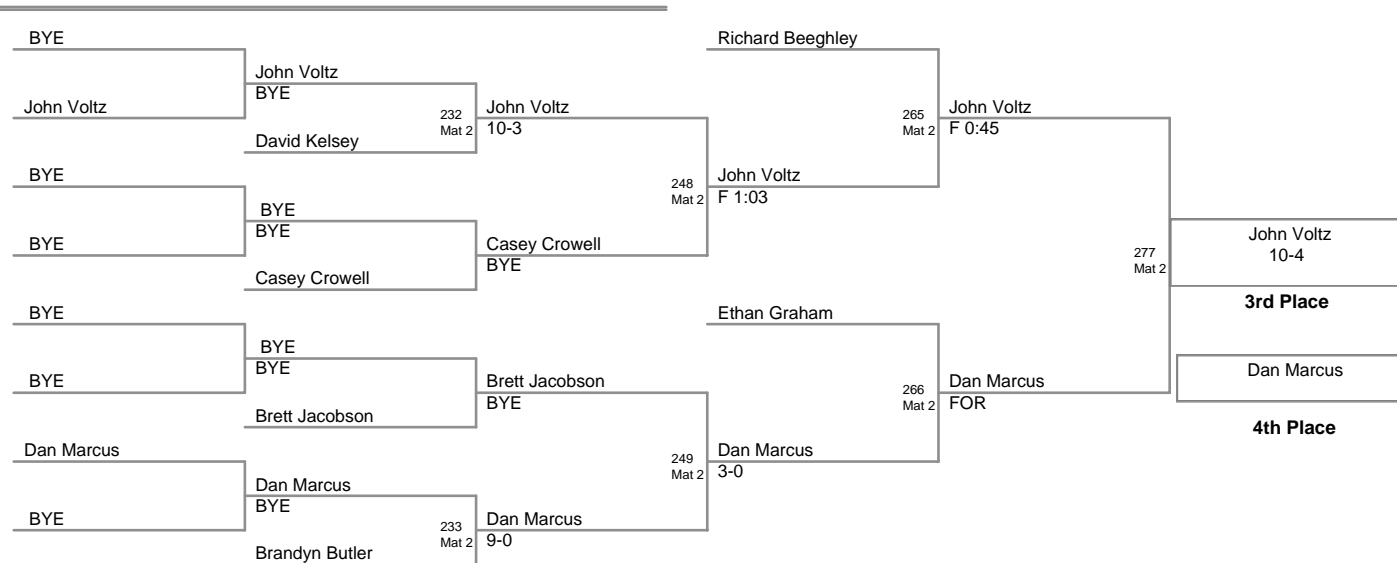 BYE
John Voltz
BYE
BYE
BYE
BYE
Dan Marcus
BYE
John Voltz
BYE
David Kelsey
BYE
BYE
Casey Crowell
BYE
BYE
Brett Jacobson
Dan Marcus
BYE
Brandyn Butler
232
Mat 2
John Voltz
10-3
Casey Crowell
BYE
Brett Jacobson
BYE
233
Mat 2
Dan Marcus
9-0
Richard Beeghley
248
Mat 2
John Voltz
F 1:03
Ethan Graham
249
Mat 2
Dan Marcus
3-0
265
Mat 2
John Voltz
F 0:45
266
Mat 2
Dan Marcus
FOR
277
Mat 2
John Voltz
10-4
3rd Place
Dan Marcus
4th Place